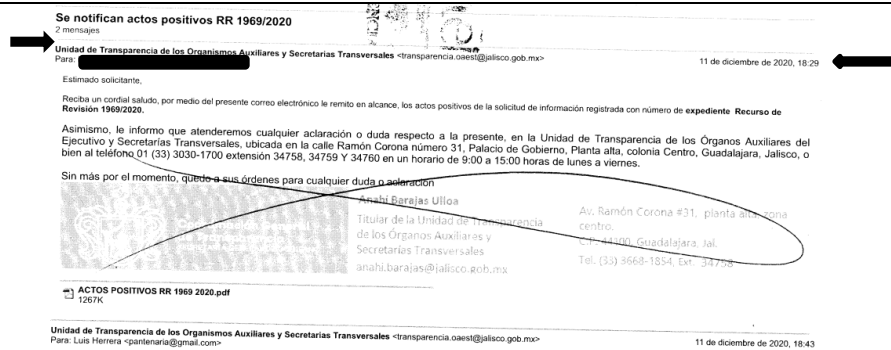 Se notifican actos positivos RR 1969/2020
2 mensajes
Unidad de Transparencia de los Organismos Auxiliares y Secretarias Transversales <transparencia.oaest@jalisco.gob.mx>
11 de diciembre de 2020, 18:29
Para:
Estimado solicitante,
Reciba un cordial saludo, por medio del presente correo electrónico le remito en alcance, los actos positivos de la solicitud de información registrada con número de expediente Recurso de
Revisión 1969/2020.
Asimismo, le informo que atenderemos cualquier aclaración o duda respecto a la presente, en la Unidad de Transparencia de los Órganos Auxiliares del
Ejecutivo y Secretarías Transversales, ubicada en la calle Ramón Corona número 31, Palacio de Gobierno, Planta alta, colonia Centro, Guadalajara, Jalisco, o
bien al teléfono 01 (33) 3030-1700 extensión 34758, 34759 Y 34760 en un horario de 9:00 a 15:00 horas de lunes a viernes.
Sin más por el momento, quedo a sus órdenes para cualquier duda o aclaración
Anahí Barajas Ulloa
Titular de la Unidad de Transparencia
de los Órganos Auxiliares y
Secretarías Transversales
anahi.barajas@jalisco.gob.mx
Av. Ramón Corona #31, planta alta, zona
centro.
C.P. 44100, Guadalajara, Jal.
Tel. (33) 3668-1854, Ext. 34758
ACTOS POSITIVOS RR 1969 2020.pdf
1267K
Unidad de Transparencia de los Organismos Auxiliares y Secretarias Transversales <transparencia.oaest@jalisco.gob.mx>
11 de diciembre de 2020, 18:43
Para: Luis Herrera <pantenaria@gmail.com>